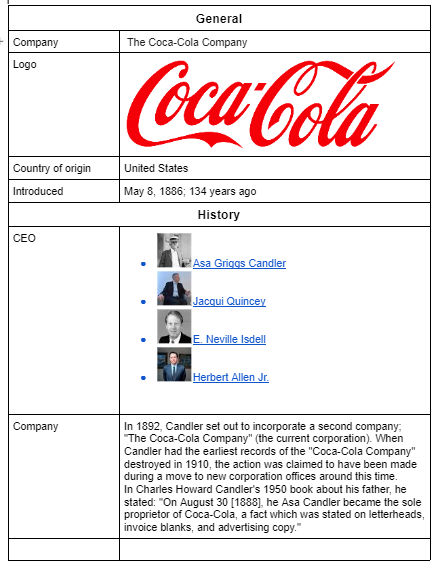 General
Company
The Coca-Cola Company
Logo
Coca-Cola
Country of origin
United States
Introduced
May 8, 1886; 134 years ago
History
CEO
Asa Griggs Candler
Jacqui Quincey
E. Neville Isdell
Herbert Allen Jr.
Company
In 1892, Candler set out to incorporate a second company;
"The Coca-Cola Company" (the current corporation). When
Candler had the earliest records of the "Coca-Cola Company"
destroyed in 1910, the action was claimed to have been made
during a move to new corporation offices around this time.
In Charles Howard Candler's 1950 book about his father, he
stated: "On August 30 [1888], he Asa Candler became the sole
proprietor of Coca-Cola, a fact which was stated on letterheads,
invoice blanks, and advertising copy."